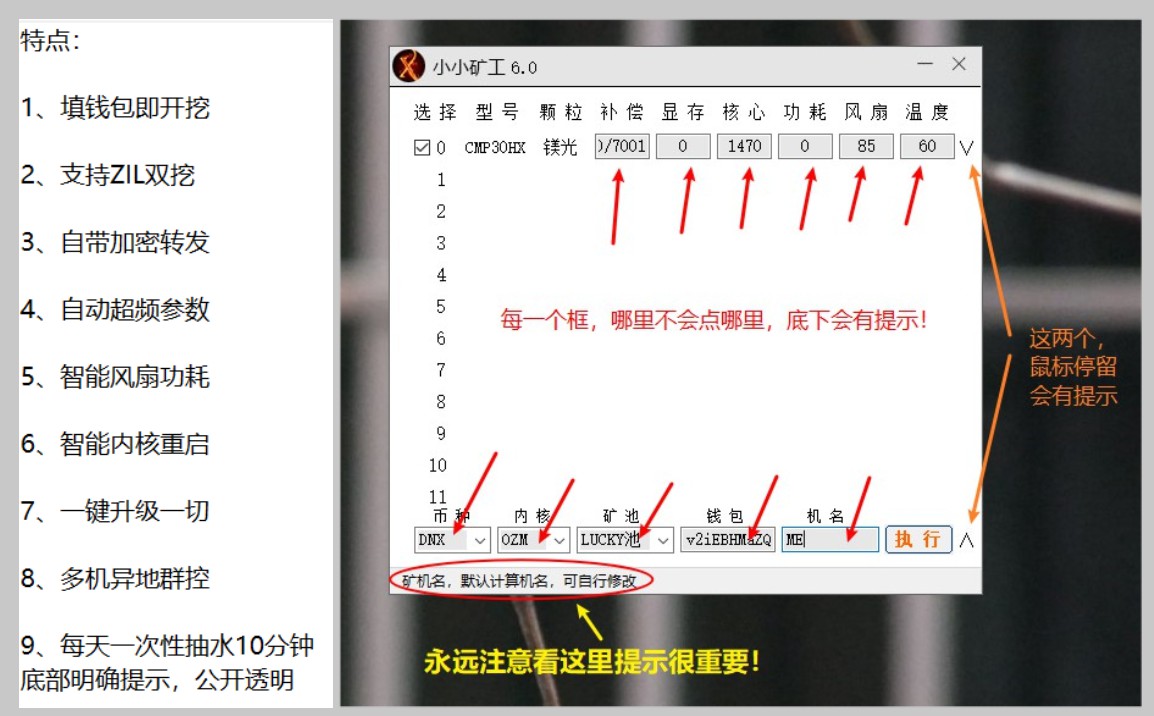 特点：
1、填钱包即开挖
2、支持ZIL双挖
3、自带加密转发
4、自动超频参数
5、智能风扇功耗
6、智能内核重启
7、一键升级一切
8、多机异地群控
9、每天一次性抽水10分钟
底部明确提示，公开透明
小小矿工 6.0
选择 型号 颗粒 补偿 显存 核心 功耗 风扇 温度
0 CMP30HX 镁光 )/7001 0 1470 0 85 60
1
2
3
4
5
6
7
8
9
10
11
每一个框，哪里不会点哪里，底下会有提示！
这两个，
鼠标停留
会有提示
币种 内核 矿池 钱包 机名
DNX OZM LUCKY池 v2iEBHMaZQ ME 执行
矿机名，默认计算机名，可自行修改
永远注意看这里提示很重要！